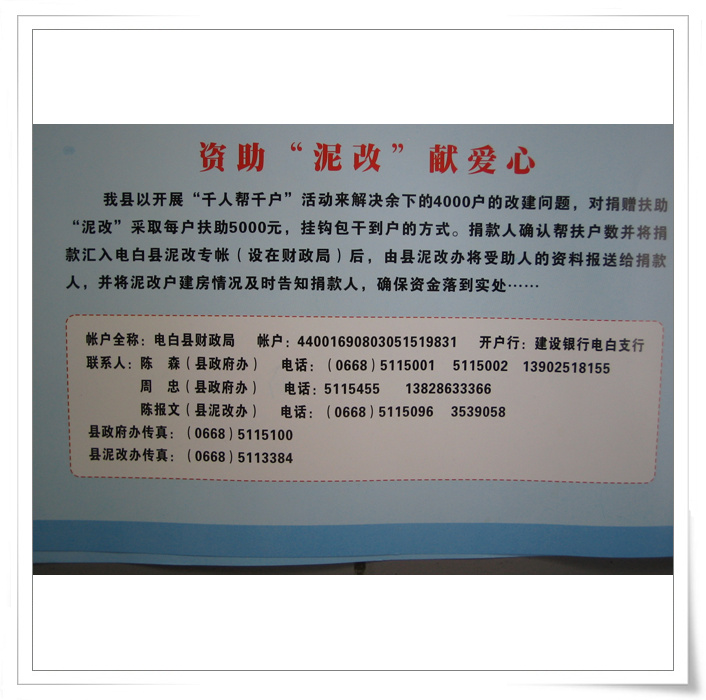 资助“泥改”献爱心
我县以开展“千人帮千户”活动来解决余下的4000户的改建问题，对捐赠扶助
“泥改”采取每户扶助5000元，挂钩包干到户的方式。捐款人确认帮扶户数并将捐
款汇入电白县泥改专帐（设在财政局）后，由县泥改办将受助人的资料报送给捐款
人，并将泥改户建房情况及时告知捐款人，确保资金落到实处……
帐户全称：电白县财政局 帐户：44001690803051519831 开户行：建设银行电白支行
联系人：陈 森（县政府办） 电话：（0668）5115001 5115002 13902518155
周 忠（县政府办） 电话：5115455 13828633366
陈报文（县泥改办） 电话：（0668）5115096 3539058
县政府办传真：（0668）5115100
县泥改办传真：（0668）5113384